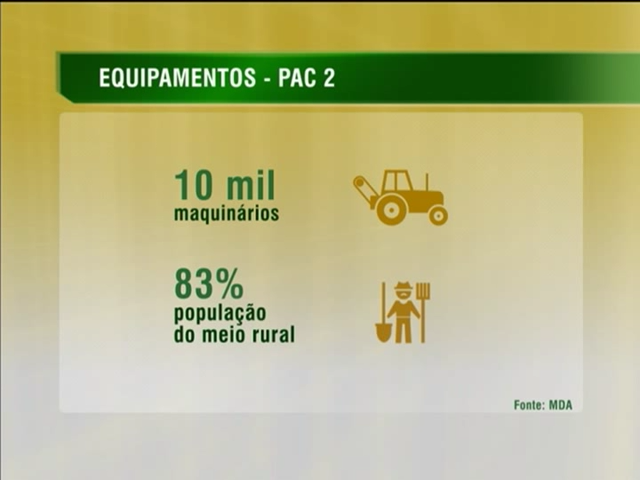 EQUIPAMENTOS - PAC 2
10 mil
maquinários
83%
população
do meio rural
Fonte: MDA